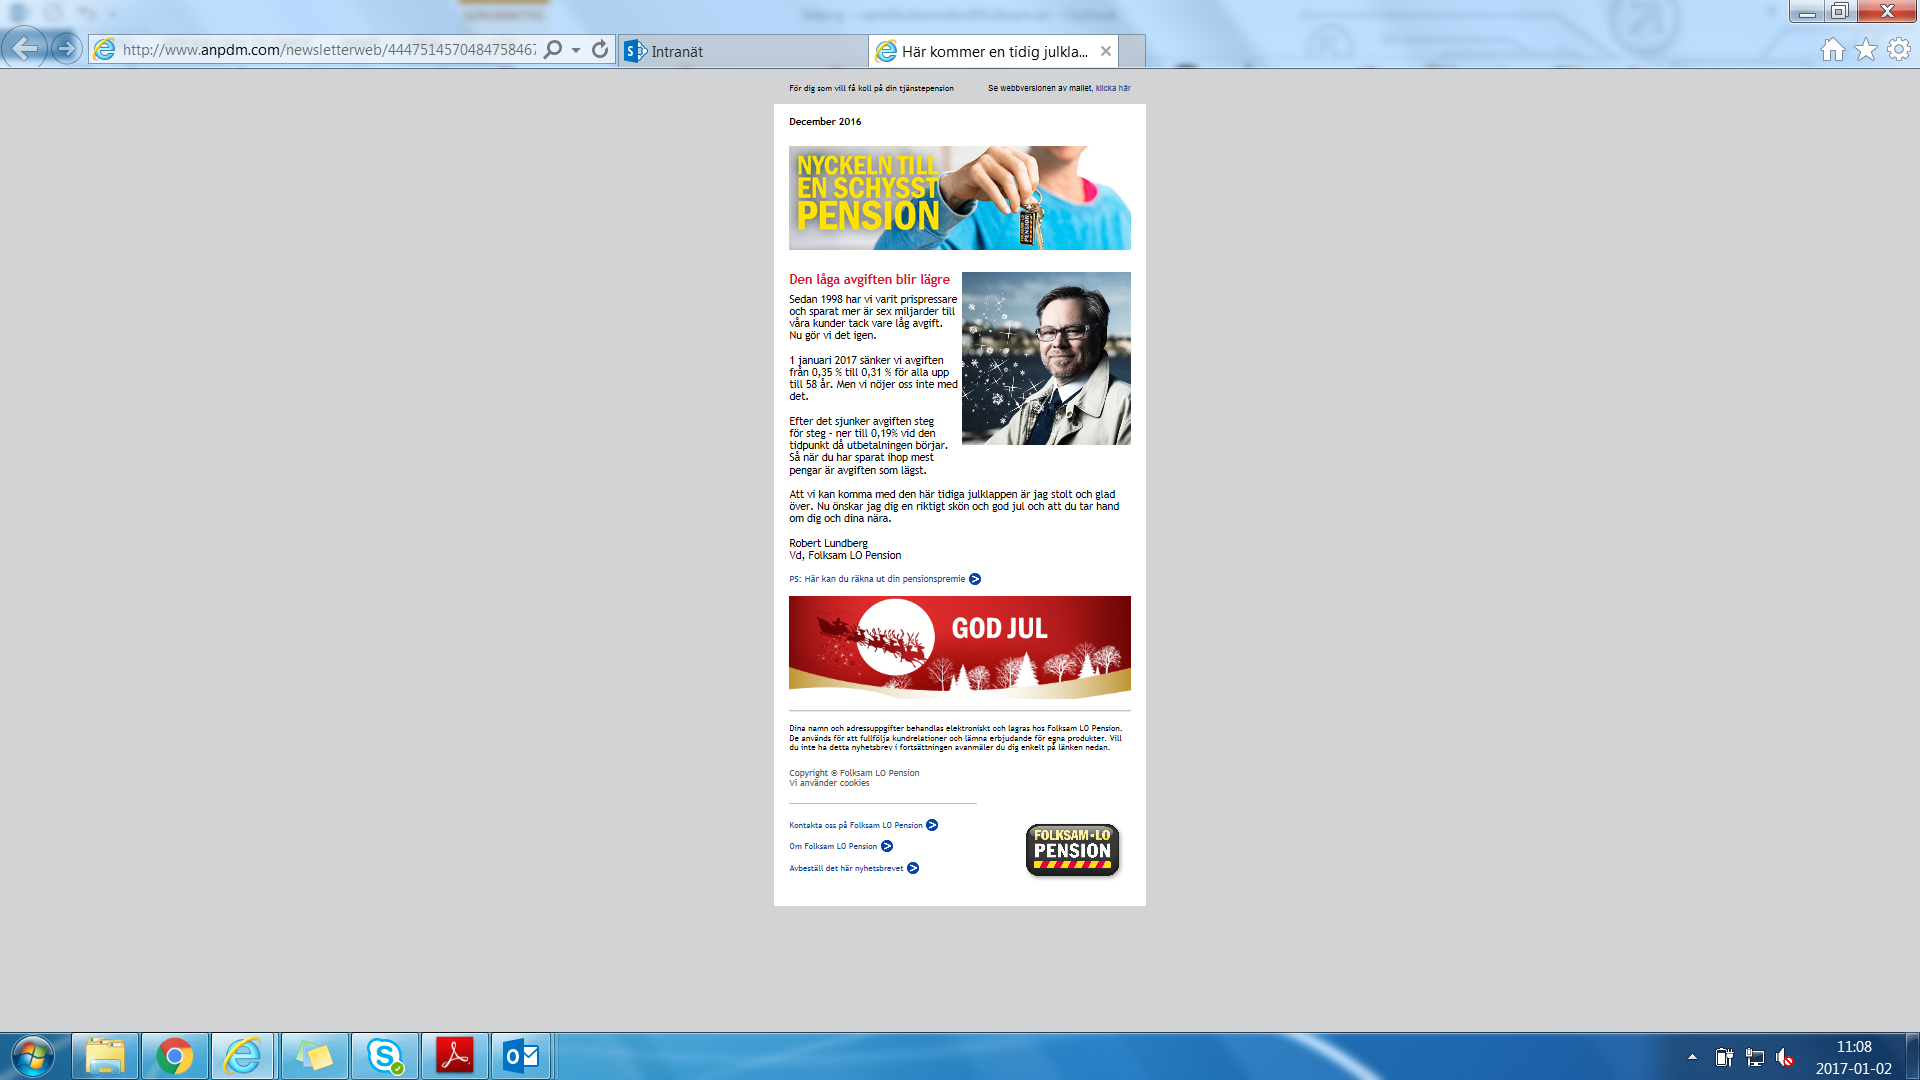 http://www.anpdm.com/newsletterweb/44475145704847584671
Intranät
Här kommer en tidig julkla...
För dig som vill få koll på din tjänstepension
Se webbversionen av mailet, klicka här
December 2016
NYCKELN TILL
EN SCHYSST
PENSION
FOLKSAM-LO
PENSION
Den låga avgiften blir lägre
Sedan 1998 har vi varit prispressare
och sparat mer är sex miljarder till
våra kunder tack vare låg avgift.
Nu gör vi det igen.
1 januari 2017 sänker vi avgiften
från 0,35 % till 0,31 % för alla upp
till 58 år. Men vi nöjer oss inte med
det.
Efter det sjunker avgiften steg
för steg – ner till 0,19% vid den
tidpunkt då utbetalningen börjar.
Så när du har sparat ihop mest
pengar är avgiften som lägst.
Att vi kan komma med den här tidiga julklappen är jag stolt och glad
över. Nu önskar jag dig en riktigt skön och god jul och att du tar hand
om dig och dina nära.
Robert Lundberg
Vd, Folksam LO Pension
PS: Här kan du räkna ut din pensionspremie
GOD JUL
Dina namn och adressuppgifter behandlas elektroniskt och lagras hos Folksam LO Pension.
De används för att fullfölja kundrelationer och lämna erbjudande för egna produkter. Vill
du inte ha detta nyhetsbrev i fortsättningen avanmäler du dig enkelt på länken nedan.
Copyright © Folksam LO Pension
Vi använder cookies
Kontakta oss på Folksam LO Pension
Om Folksam LO Pension
Avbeställ det här nyhetsbrevet
FOLKSAM•LO
PENSION
11:08
2017-01-02